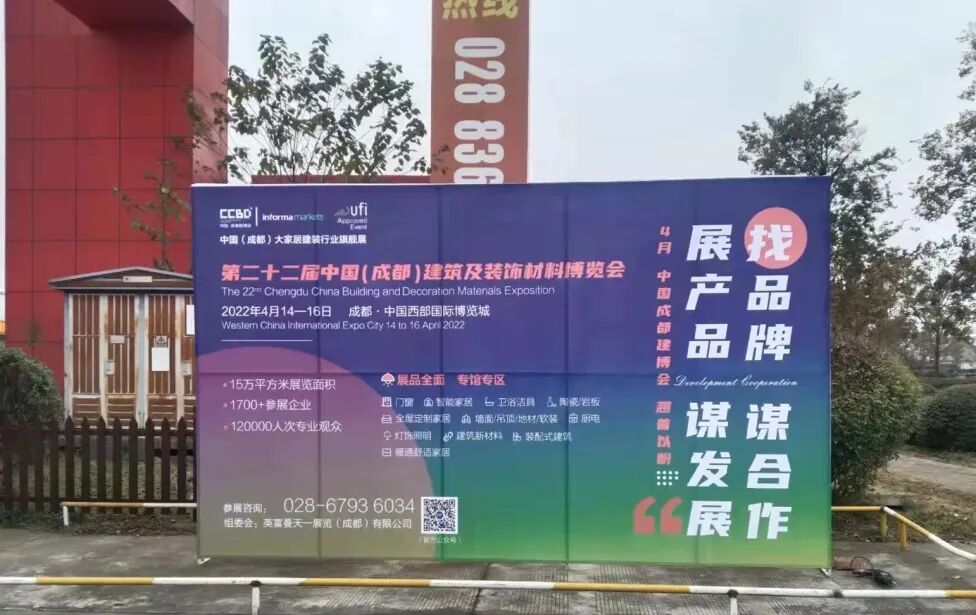 热线
028 836
CCBD
informa markets
ufi
Approved
Event
中国（成都）大家居建装行业旗舰展
第二十二届中国（成都）建筑及装饰材料博览会
The 22nd Chengdu China Building and Decoration Materials Exposition
2022年4月14—16日 成都·中国西部国际博览城
Western China International Expo City 14 to 16 April 2022
15万平方米展览面积
1700+参展企业
120000人次专业观众
展品全面 专馆专区
门窗 智能家居 卫浴洁具 陶瓷/岩板
全屋定制家居 墙面/吊顶/地材/软装 厨电
灯饰照明 建筑新材料 装配式建筑
暖通舒适家居
参展咨询： 028-6793 6034
组委会：英富曼天一展览（成都）有限公司
（官方公众号）
找品牌 谋合作
展产品 谋发展
Development Cooperation
4月 中国成都建博会